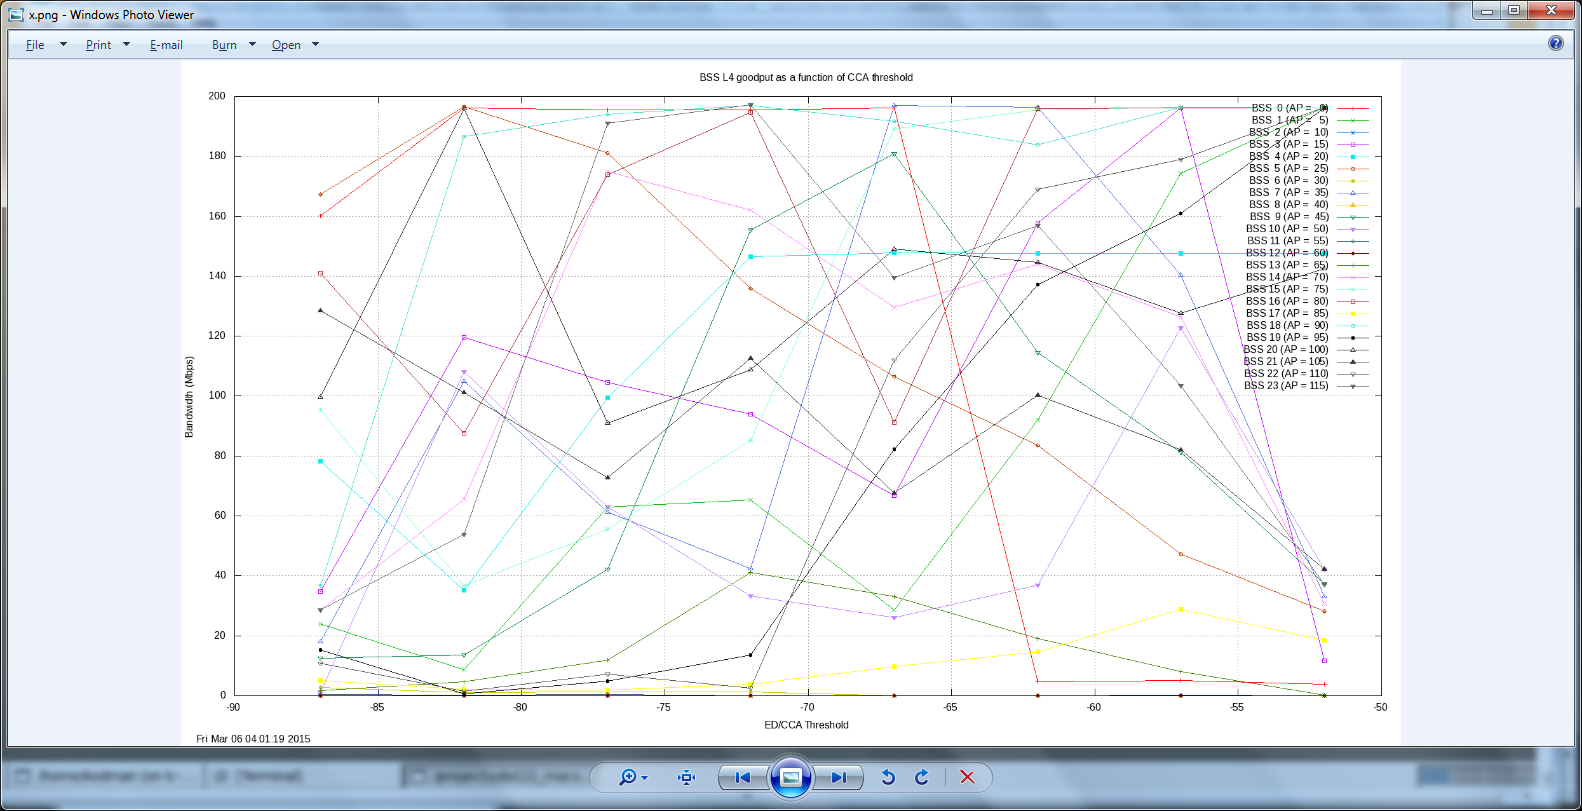 x.png - Windows Photo Viewer
File Print E-mail Burn Open
BSS L4 goodput as a function of CCA threshold
200
180
160
140
120
100
80
60
40
20
0
Bandwidth (Mbps)
-90 -85 -80 -75 -70 -65 -60 -55 -50
ED/CCA Threshold
BSS 0 (AP =
BSS 1 (AP = 5)
BSS 2 (AP = 10)
BSS 3 (AP = 15)
BSS 4 (AP = 20)
BSS 5 (AP = 25)
BSS 6 (AP = 30)
BSS 7 (AP = 35)
BSS 8 (AP = 40)
BSS 9 (AP = 45)
BSS 10 (AP = 50)
BSS 11 (AP = 55)
BSS 12 (AP = 60)
BSS 13 (AP = 65)
BSS 14 (AP = 70)
BSS 15 (AP = 75)
BSS 16 (AP = 80)
BSS 17 (AP = 85)
BSS 18 (AP = 90)
BSS 19 (AP = 95)
BSS 20 (AP = 100)
BSS 21 (AP = 105)
BSS 22 (AP = 110)
BSS 23 (AP = 115)
Fri Mar 06 04:01:19 2015
[Terminal]